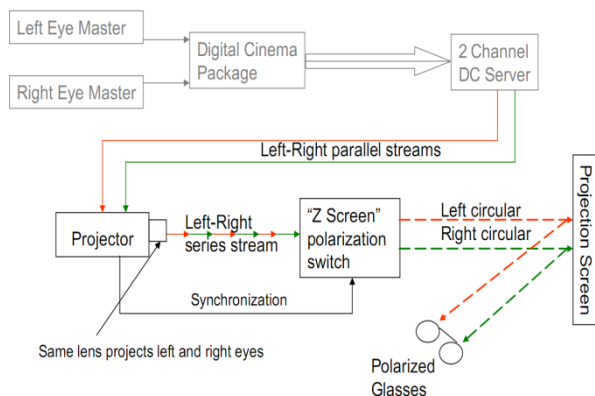 Left Eye Master
Right Eye Master
Digital Cinema
Package
2 Channel
DC Server
Left-Right parallel streams
Projector
Left-Right
series stream
"Z Screen"
polarization
switch
Left circular
Right circular
Projection Screen
Synchronization
Same lens projects left and right eyes
Polarized
Glasses